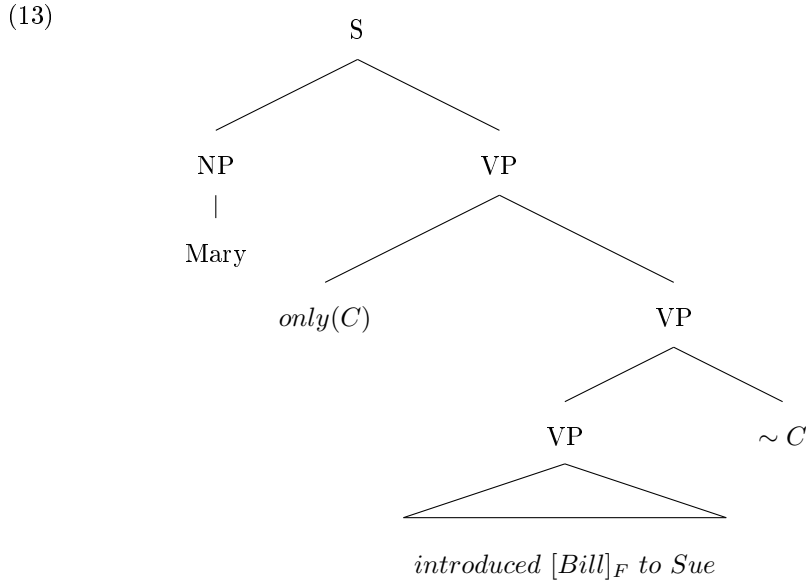 (13)
S
NP VP
|
Mary
only(C) VP
VP ∼ C
introduced [Bill]F to Sue